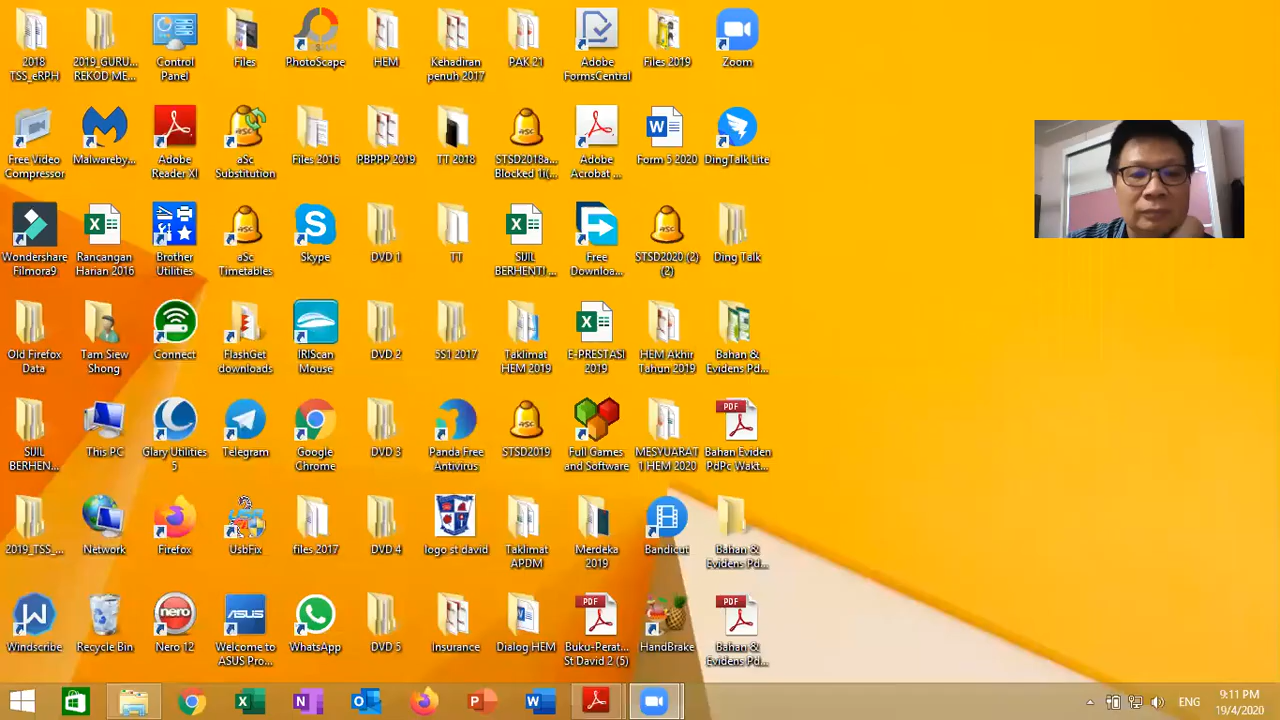 2018
TSS_eRPH
2019_GURU...
REKOD ME...
Control
Panel
Files
PhotoScape
HEM
Kehadiran
penuh 2017
PAK 21
Adobe
FormsCentral
Files 2019
Zoom
Free Video
Compressor
Malwareby...
Adobe
Reader XI
aSc
Substitution
Files 2016
PBPPP 2019
TT 2018
STSD2018a...
Blocked 1((...
Adobe
Acrobat ...
Form 5 2020
DingTalk Lite
Wondershare
Filmora9
Rancangan
Harian 2016
Brother
Utilities
aSc
Timetables
Skype
DVD 1
TT
SIJIL
BERHENTI...
Free
Downloa...
STSD2020 (2)
(2)
Ding Talk
Old Firefox
Data
Tam Siew
Shong
Connect
FlashGet
downloads
IRIScan
Mouse
DVD 2
5S1 2017
Taklimat
HEM 2019
E-PRESTASI
2019
HEM Akhir
Tahun 2019
Bahan &
Evidens Pd...
SIJIL
BERHEN...
This PC
Glary Utilities
5
Telegram
Google
Chrome
DVD 3
Panda Free
Antivirus
STSD2019
Full Games
and Software
MESYUARAT
1 HEM 2020
PDF
Bahan Eviden
PdPc Wakt...
2019_TSS_...
Network
Firefox
UsbFix
files 2017
DVD 4
logo st david
Taklimat
APDM
Merdeka
2019
Bandicut
Bahan &
Evidens Pd...
Windscribe
Recycle Bin
nero
Nero 12
ASUS
Welcome to
ASUS Pro...
WhatsApp
DVD 5
Insurance
Dialog HEM
PDF
Buku-Perat...
St David 2 (5)
HandBrake
PDF
Bahan &
Evidens Pd...
ENG
9:11 PM
19/4/2020